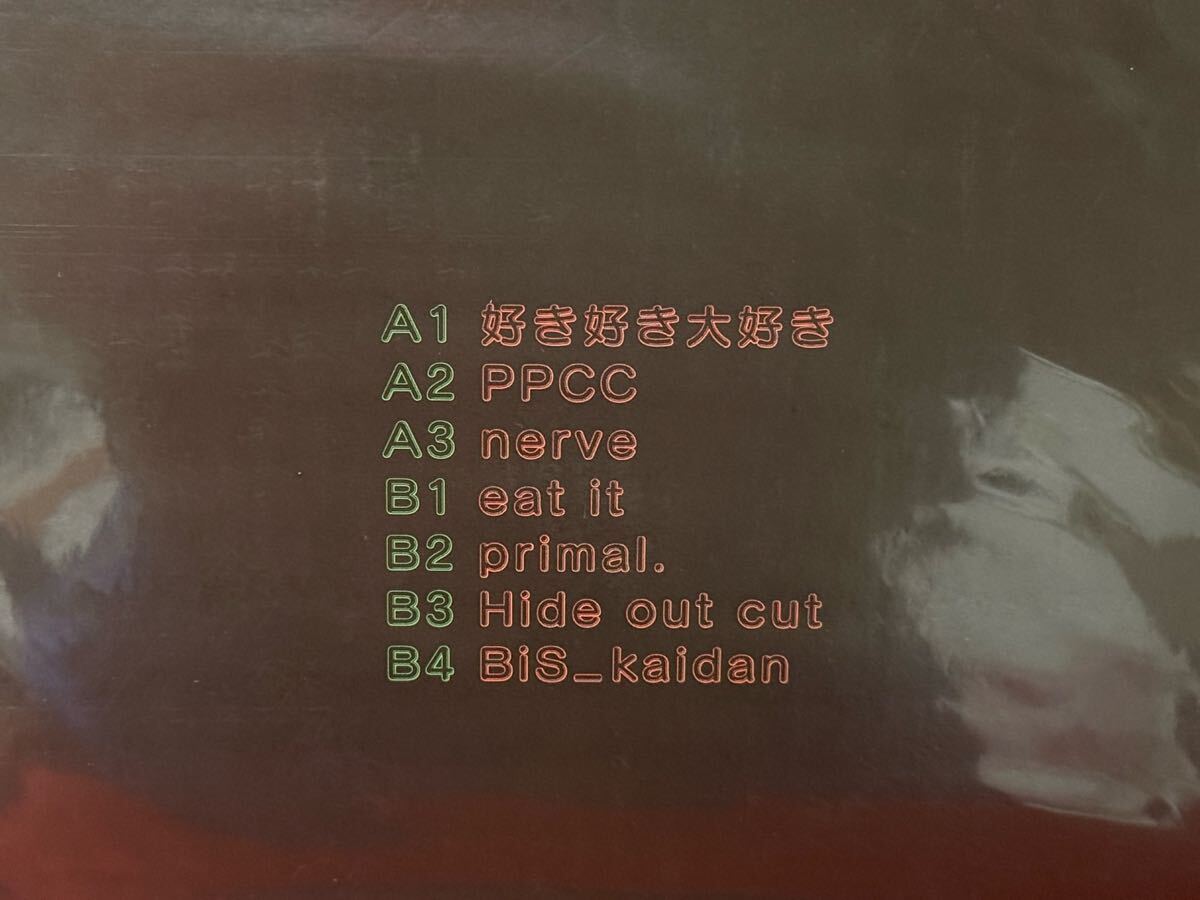 A1 好き好き大好き
A2 PPCC
A3 nerve
B1 eat it
B2 primal.
B3 Hide out cut
B4 BiS_kaidan